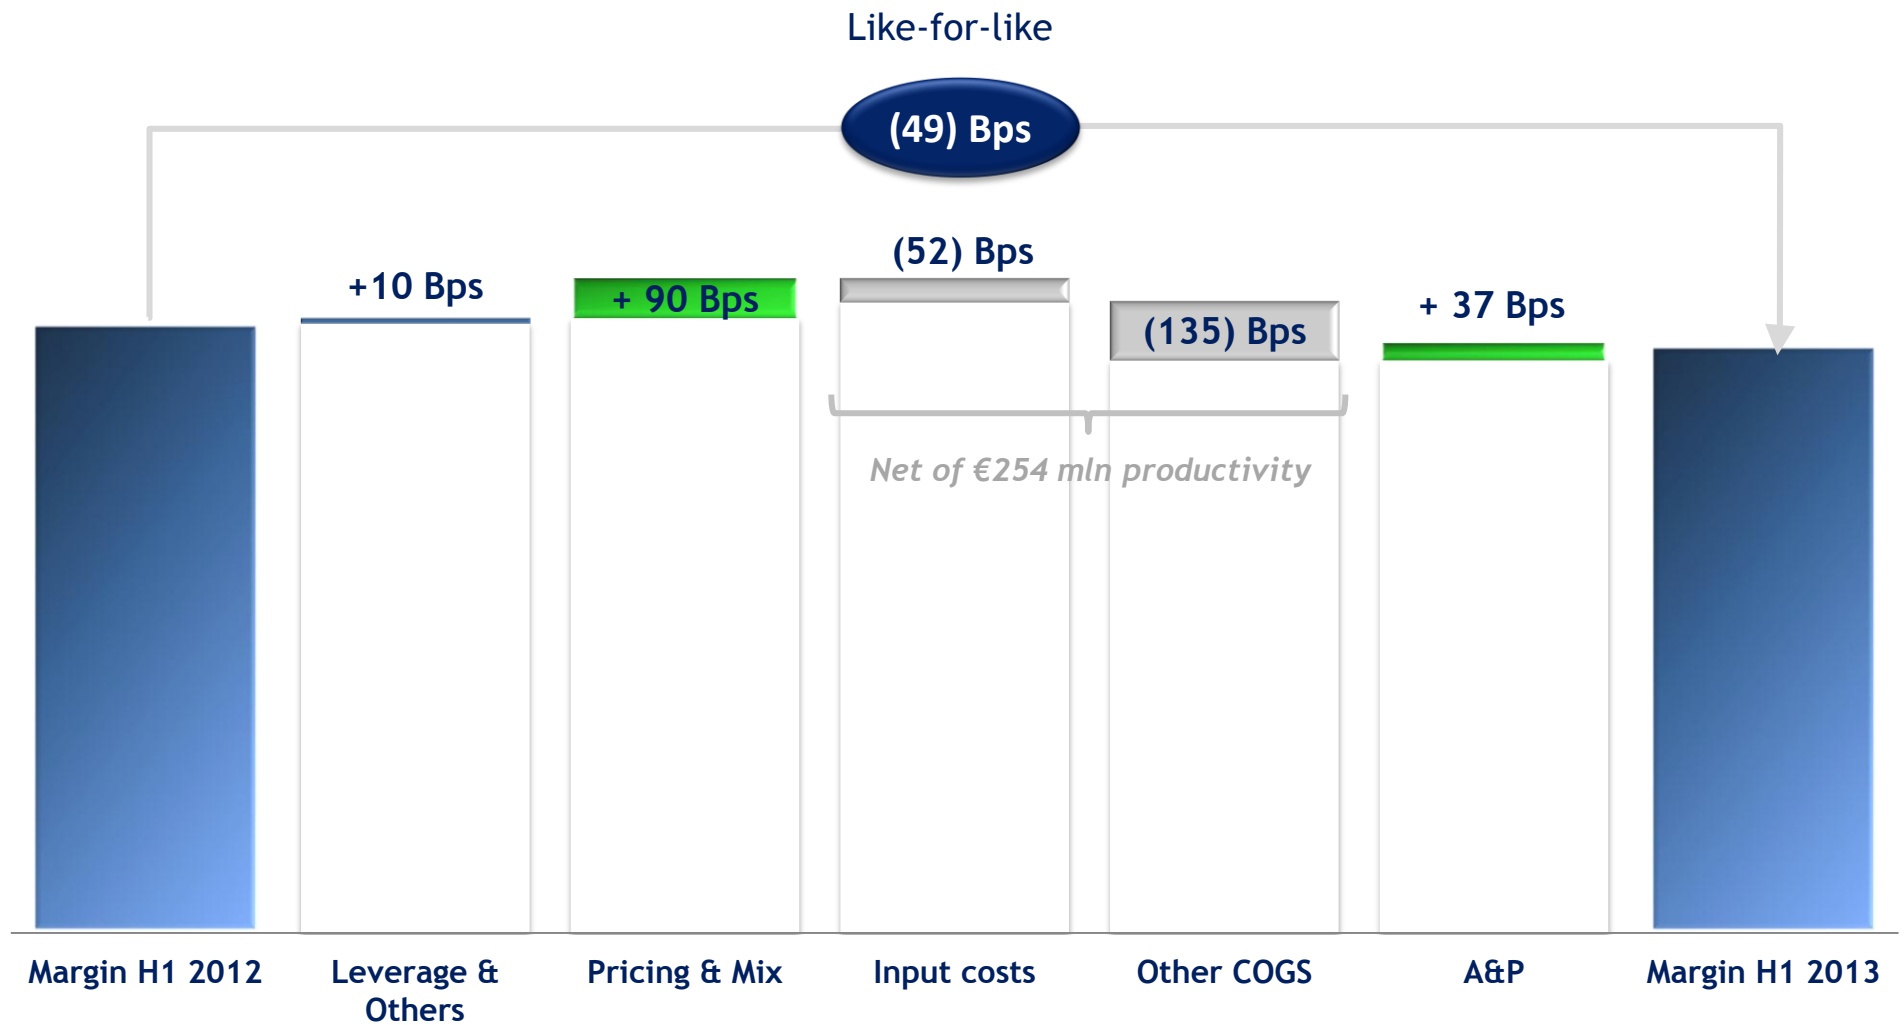 Like-for-like
(49) Bps
+10 Bps
+ 90 Bps
(52) Bps
(135) Bps
+ 37 Bps
Net of €254 mln productivity
Margin H1 2012
Leverage &
Others
Pricing & Mix
Input costs
Other COGS
A&P
Margin H1 2013